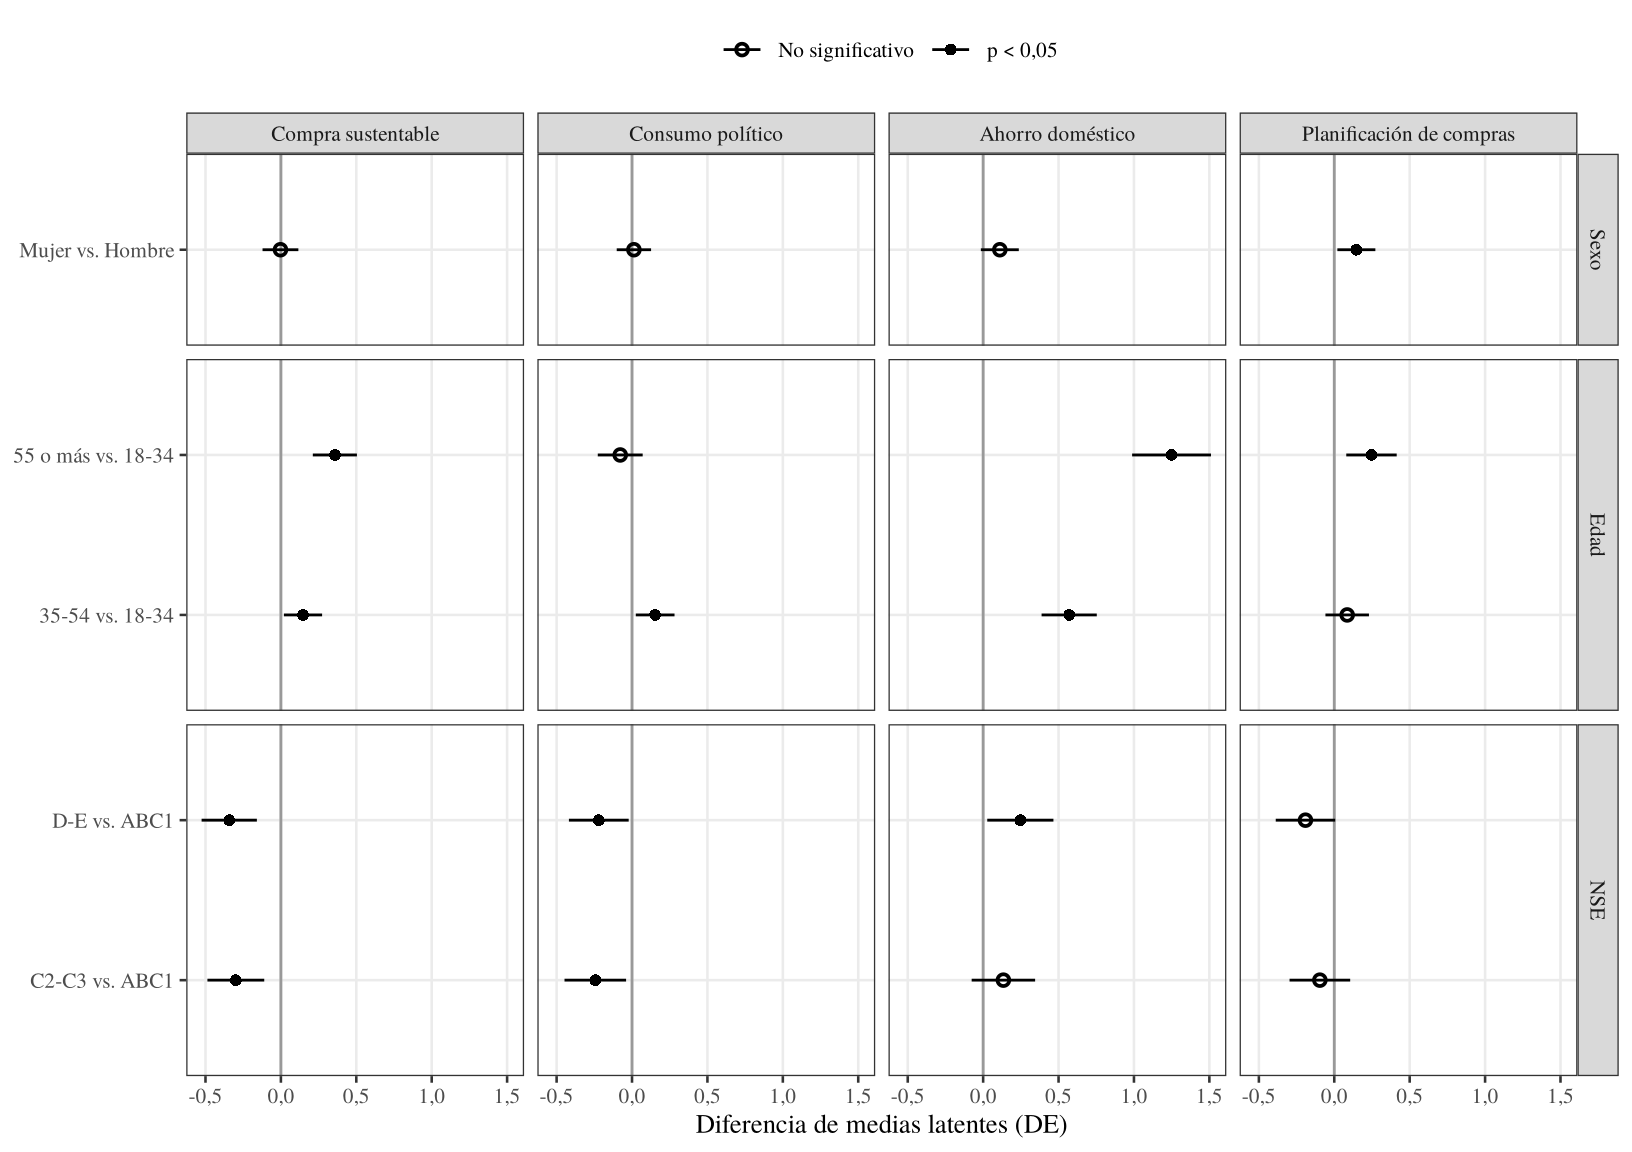 No significativo p < 0,05
Compra sustentable Consumo político Ahorro doméstico Planificación de compras
Mujer vs. Hombre
Sexo
55 o más vs. 18-34
35-54 vs. 18-34
Edad
D-E vs. ABC1
C2-C3 vs. ABC1
NSE
-0,5 0,0 0,5 1,0 1,5 -0,5 0,0 0,5 1,0 1,5 -0,5 0,0 0,5 1,0 1,5 -0,5 0,0 0,5 1,0 1,5
Diferencia de medias latentes (DE)